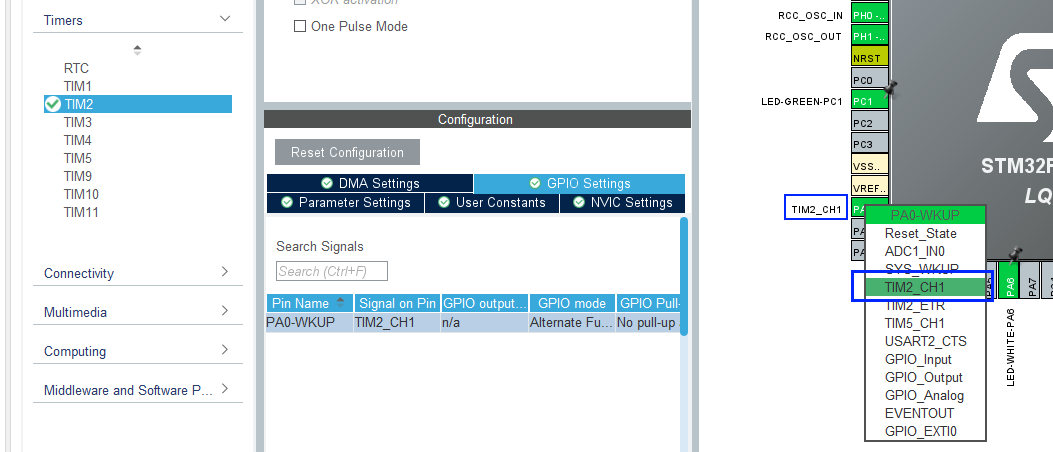 Timers
RTC
TIM1
TIM2
TIM3
TIM4
TIM5
TIM9
TIM10
TIM11
Connectivity
Multimedia
Computing
Middleware and Software P...
XOR activation
One Pulse Mode
Configuration
Reset Configuration
DMA Settings
GPIO Settings
Parameter Settings
User Constants
NVIC Settings
Search Signals
Search (Ctrl+F)
Pin Name Signal on Pin GPIO output... GPIO mode GPIO Pull-
PA0-WKUP TIM2_CH1 n/a Alternate Fu... No pull-up
RCC_OSC_IN PH0-..
RCC_OSC_OUT PH1-..
NRST
PC0
LED-GREEN-PC1 PC1
PC2
PC3
VSS..
VREF..
TIM2_CH1 PA
PA
PA
PA0-WKUP
Reset_State
ADC1_IN0
SYS_WKUP
TIM2_CH1
TIM2_ETR
TIM5_CH1
USART2_CTS
GPIO_Input
GPIO_Output
GPIO_Analog
EVENTOUT
GPIO_EXTI0
STM32F
LQ
PA5
PA6
PA7
LED-WHITE-PA6